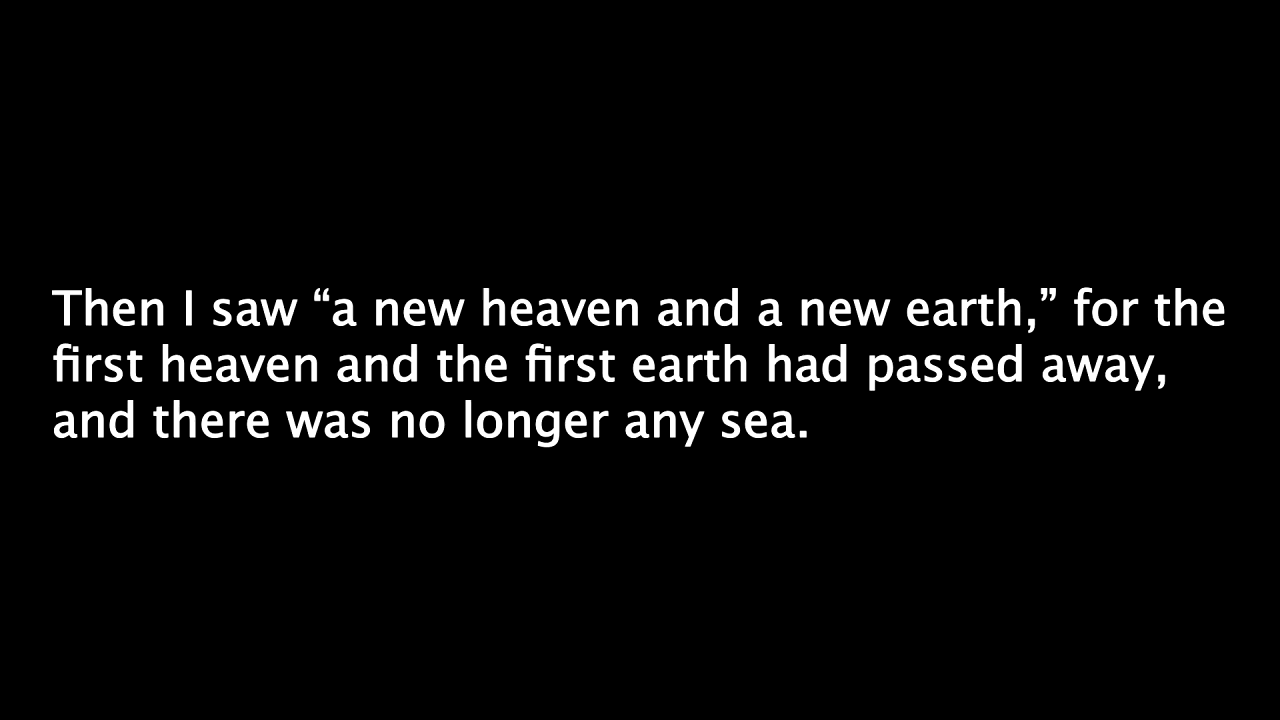 Then I saw “a new heaven and a new earth,” for the
first heaven and the first earth had passed away,
and there was no longer any sea.